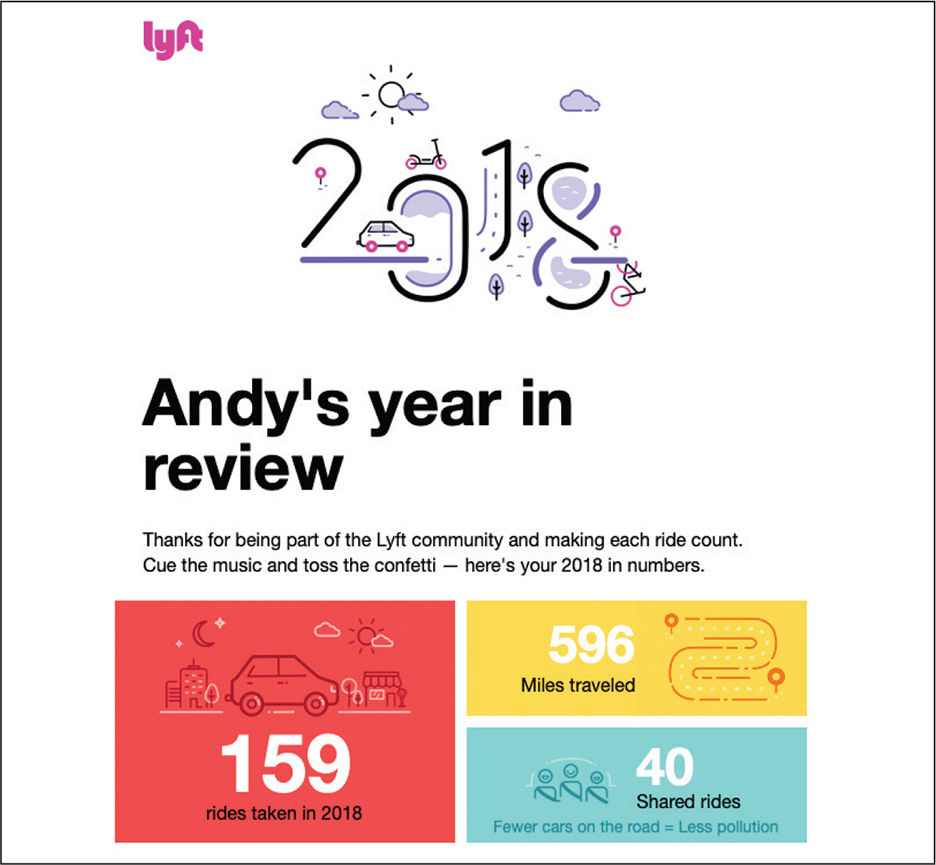 lyft
2018
Andy's year in
review
Thanks for being part of the Lyft community and making each ride count.
Cue the music and toss the confetti — here's your 2018 in numbers.
159
rides taken in 2018
596
Miles traveled
40
Shared rides
Fewer cars on the road = Less pollution